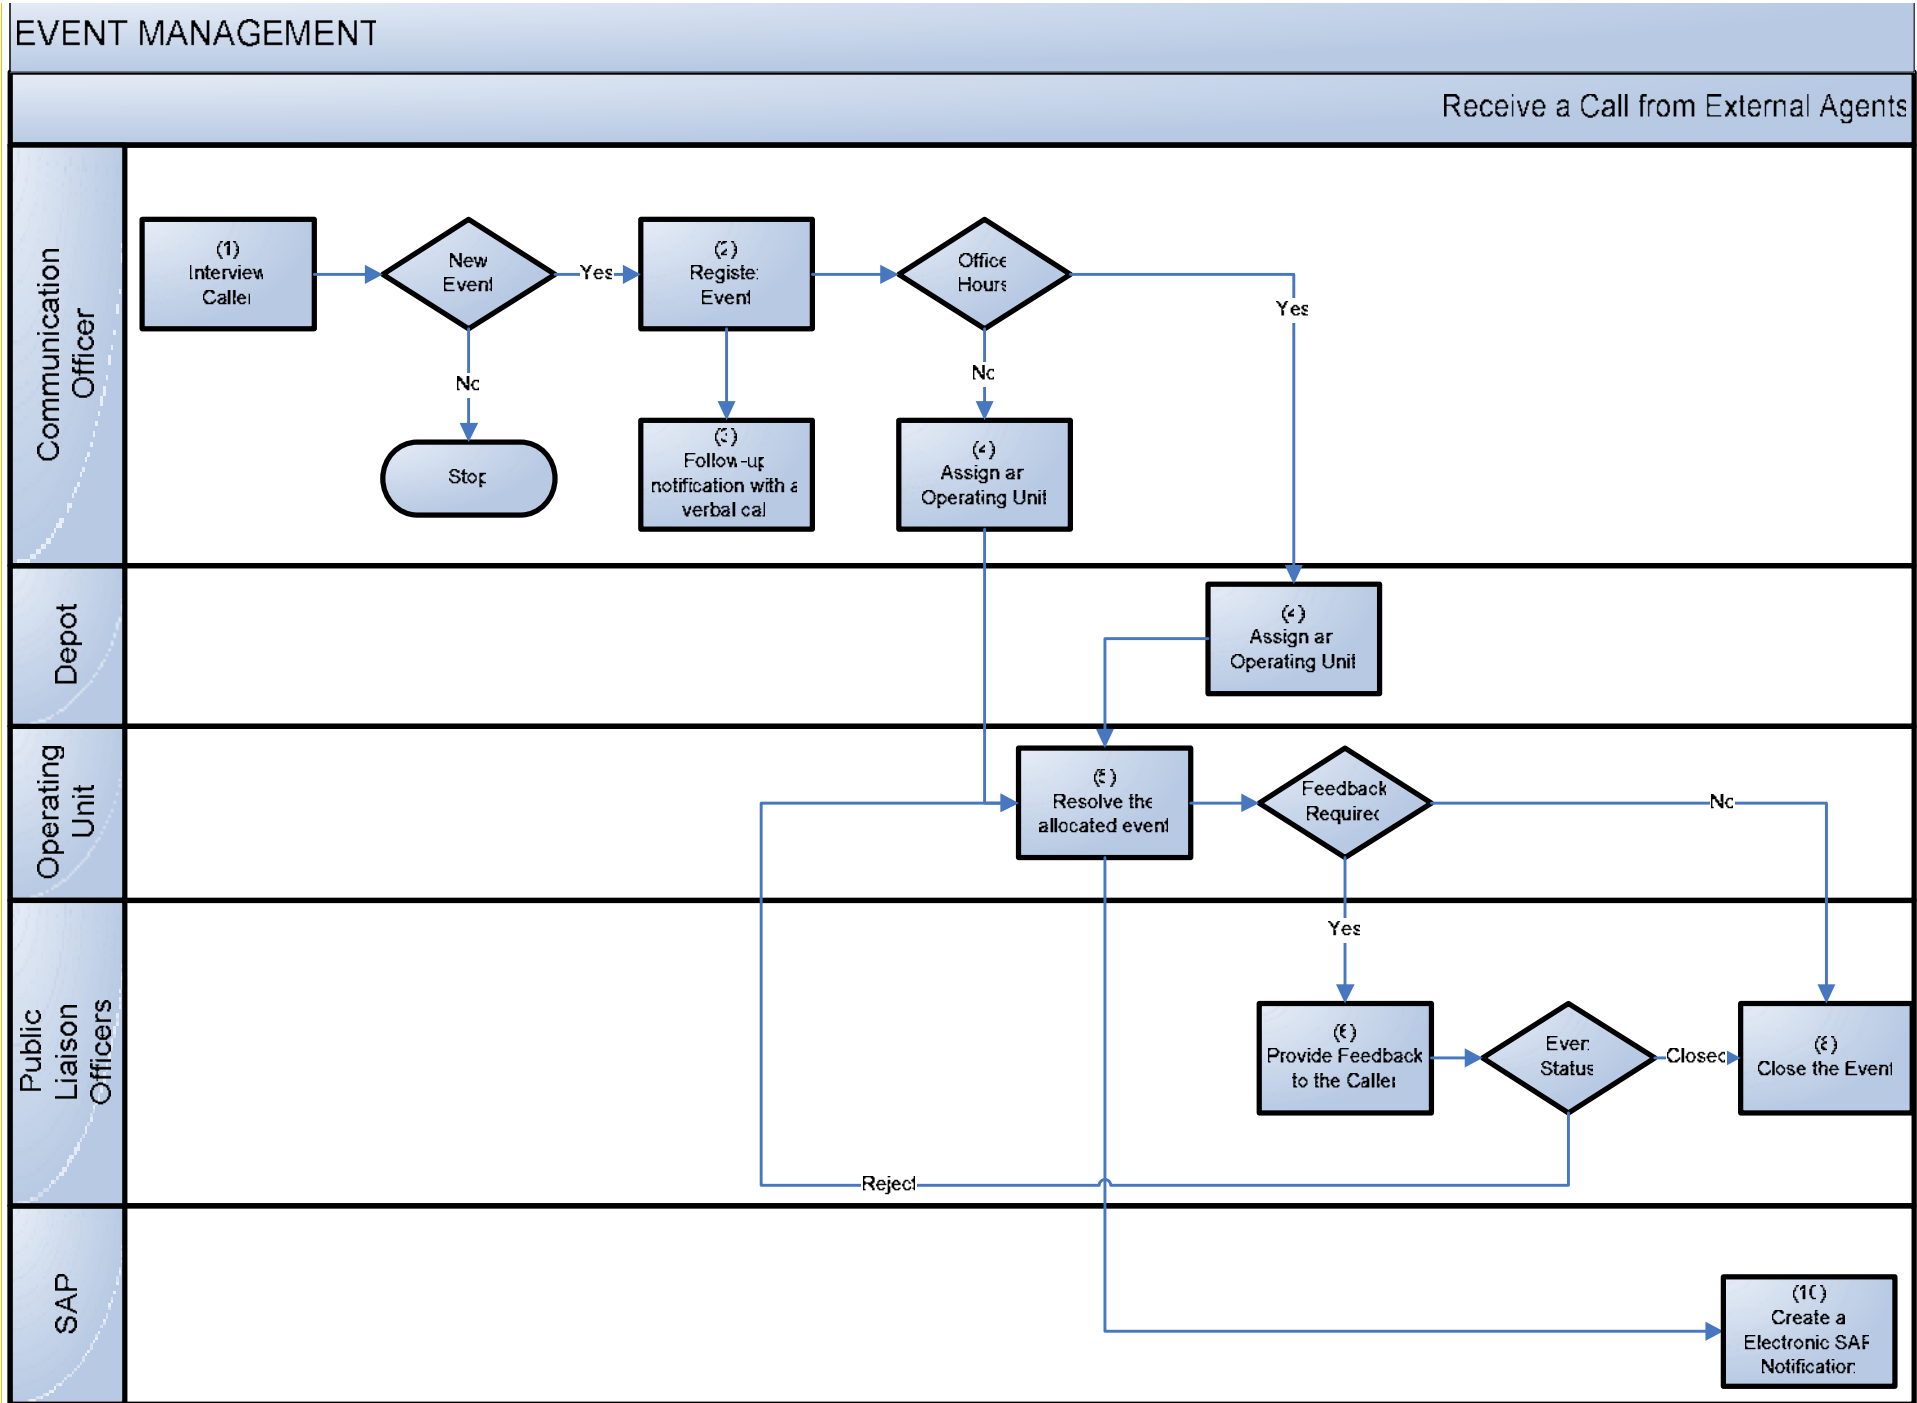 EVENT MANAGEMENT
Receive a Call from External Agents
Communication
Officer
(1)
Interview
Caller
New
Event
Yes
(2)
Register
Event
Office
Hours
Yes
No
No
Stop
(3)
Follow-up
notification with a
verbal call
(4)
Assign an
Operating Unit
Depot
(4)
Assign an
Operating Unit
Operating
Unit
(5)
Resolve the
allocated event
Feedback
Required
No
Yes
Public
Liaison
Officers
(6)
Provide Feedback
to the Caller
Event
Status
Closed
(8)
Close the Event
Reject
SAP
(10)
Create a
Electronic SAP
Notification